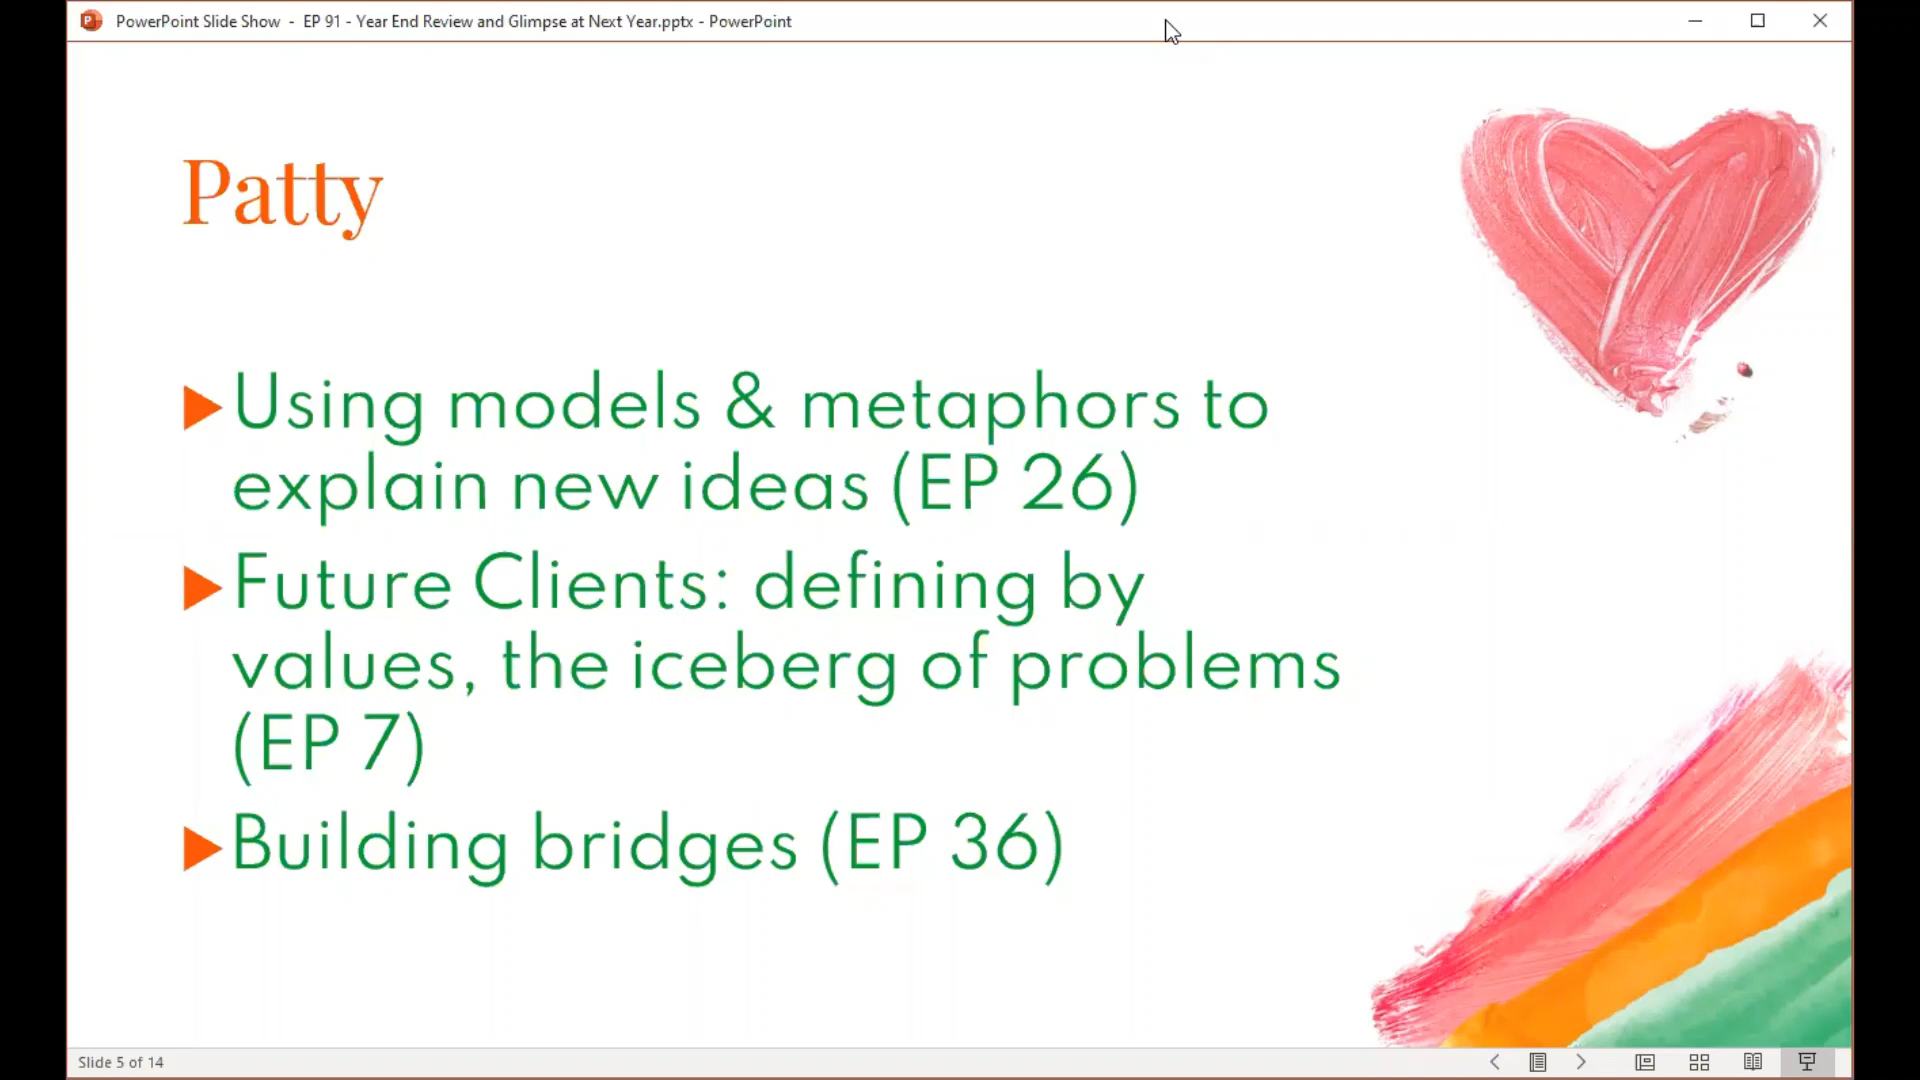 PowerPoint Slide Show - EP 91 - Year End Review and Glimpse at Next Year.pptx - PowerPoint
Patty
Using models & metaphors to
explain new ideas (EP 26)
Future Clients: defining by
values, the iceberg of problems
(EP 7)
Building bridges (EP 36)
Slide 5 of 14